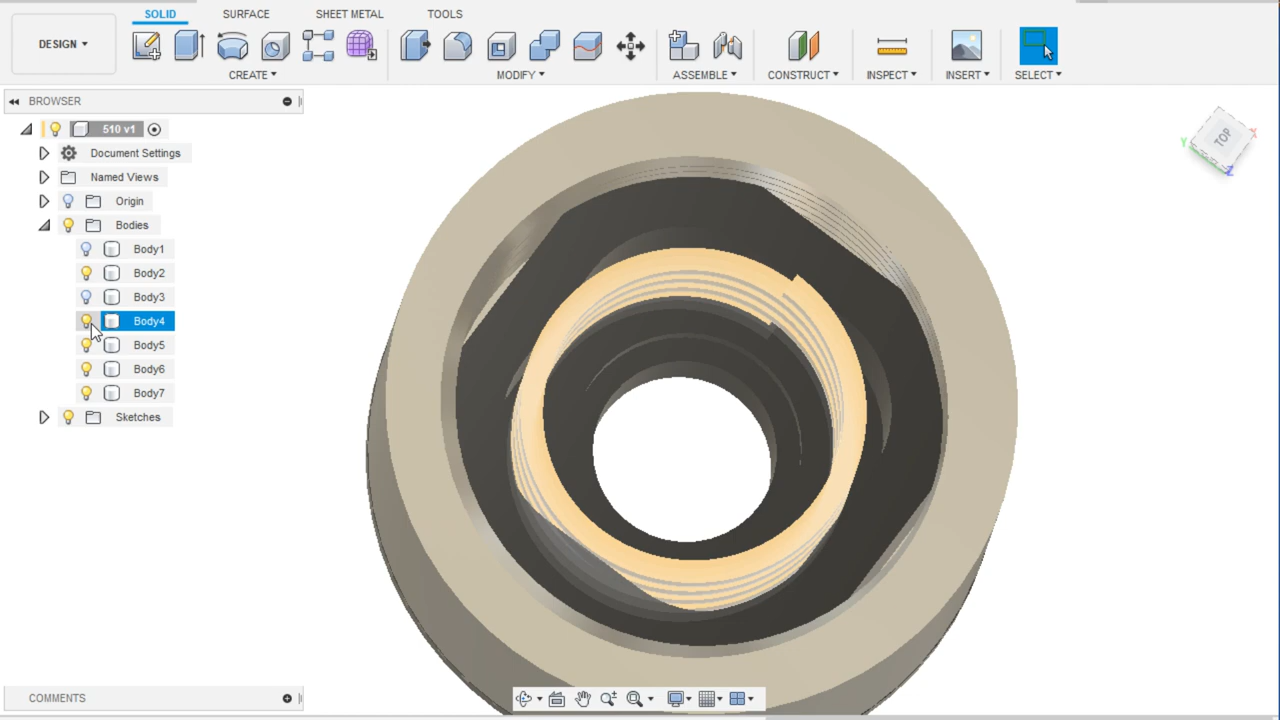 SOLID SURFACE SHEET METAL TOOLS
DESIGN
CREATE MODIFY ASSEMBLE CONSTRUCT INSPECT INSERT SELECT
BROWSER
510 v1
Document Settings
Named Views
Origin
Bodies
Body1
Body2
Body3
Body4
Body5
Body6
Body7
Sketches
TOP
X
Y
Z
COMMENTS